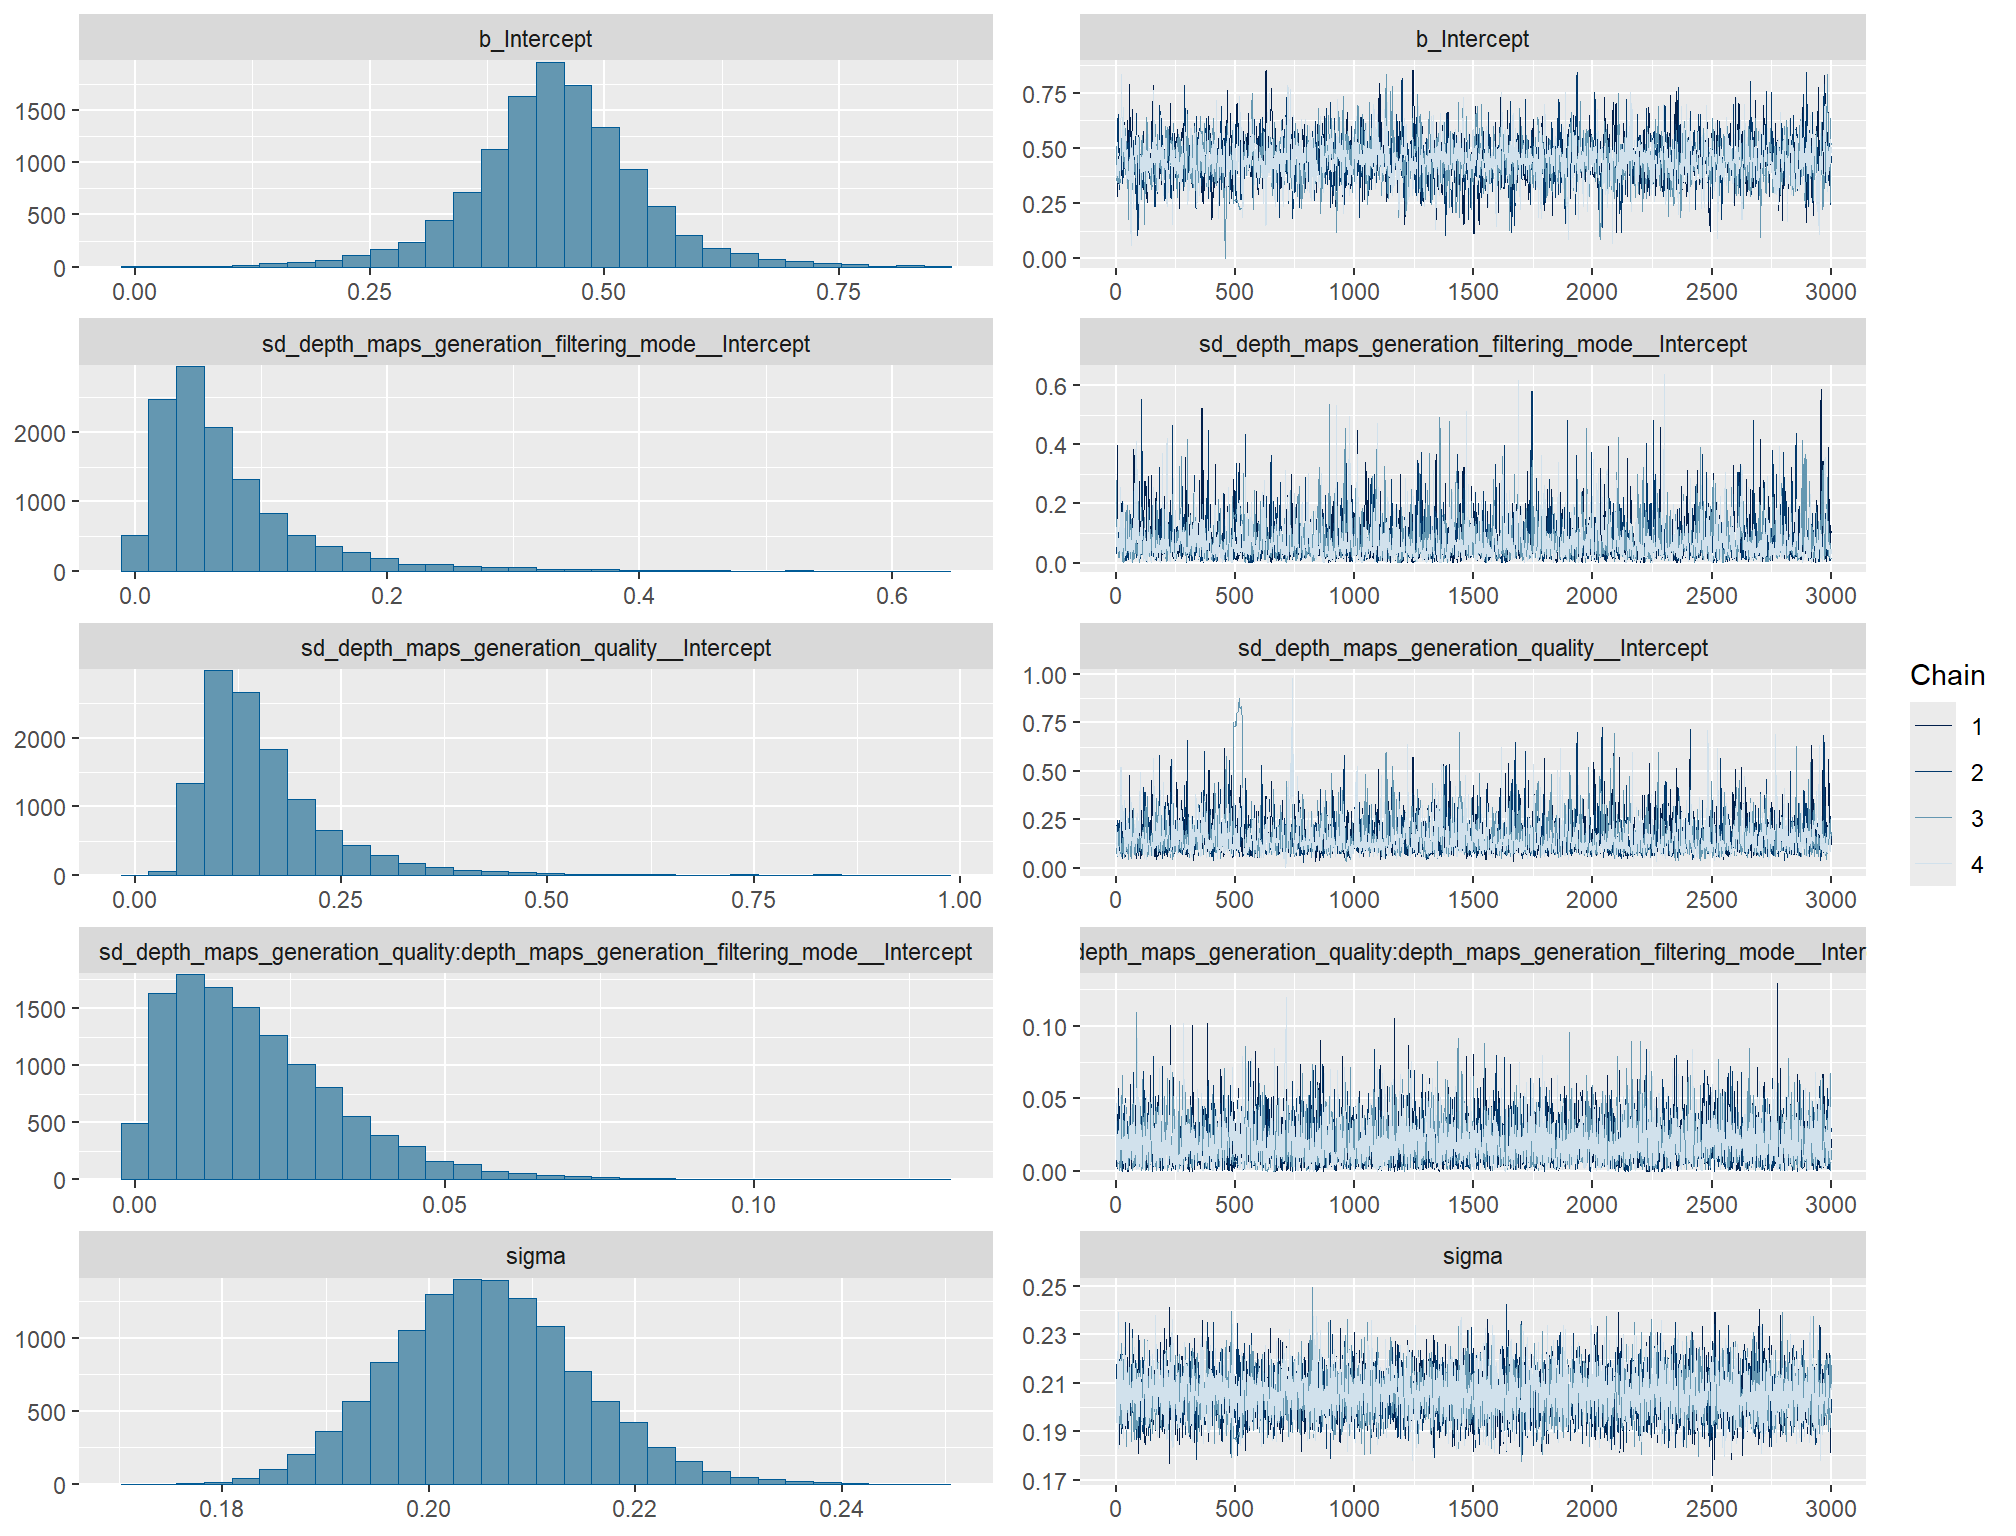 b_Intercept
1500
1000
500
0
0.00 0.25 0.50 0.75
b_Intercept
0.75
0.50
0.25
0.00
0 500 1000 1500 2000 2500 3000
sd_depth_maps_generation_filtering_mode__Intercept
2000
1000
0
0.0 0.2 0.4 0.6
sd_depth_maps_generation_filtering_mode__Intercept
0.6
0.4
0.2
0.0
0 500 1000 1500 2000 2500 3000
sd_depth_maps_generation_quality__Intercept
2000
1000
0
0.00 0.25 0.50 0.75 1.00
sd_depth_maps_generation_quality__Intercept
1.00
0.75
0.50
0.25
0.00
0 500 1000 1500 2000 2500 3000
sd_depth_maps_generation_quality:depth_maps_generation_filtering_mode__Intercept
1500
1000
500
0
0.00 0.05 0.10
depth_maps_generation_quality:depth_maps_generation_filtering_mode__Inter
0.10
0.05
0.00
0 500 1000 1500 2000 2500 3000
sigma
1000
500
0
0.18 0.20 0.22 0.24
sigma
0.25
0.23
0.21
0.19
0.17
0 500 1000 1500 2000 2500 3000
Chain
1
2
3
4